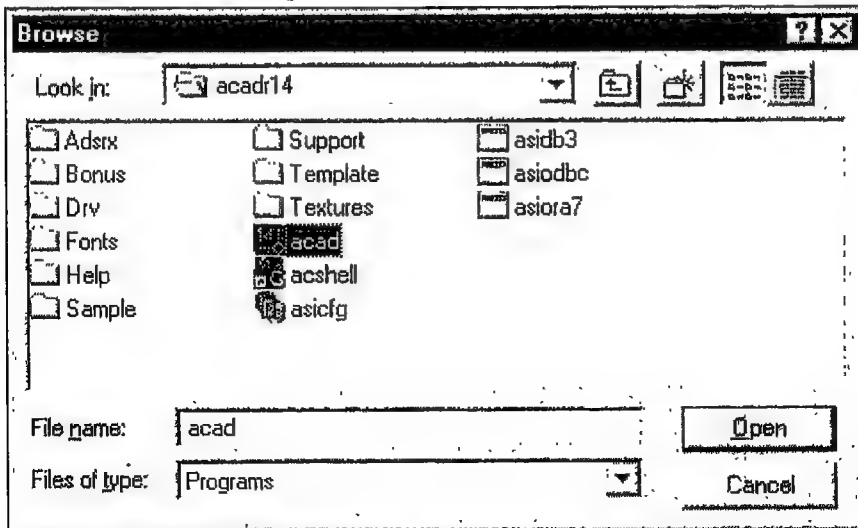 Browse
Look in: acadr14
Adsrx Support asidb3
Bonus Template asiodbc
Drv Textures asiora7
Fonts acad
Help acshell
Sample asicfg
File name: acad Open
Files of type: Programs Cancel